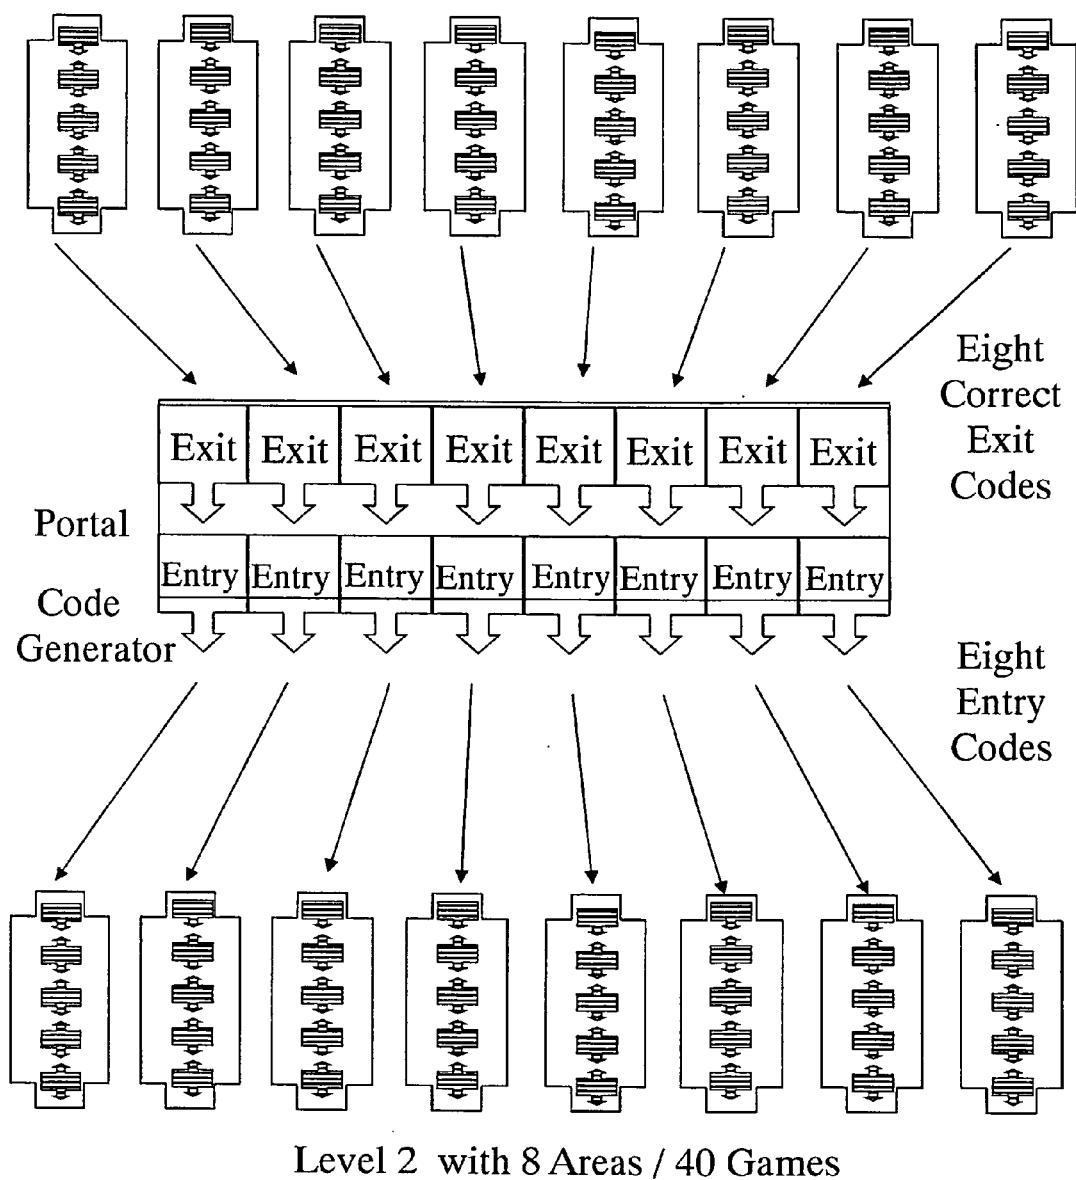 Eight
Correct
Exit
Codes
Exit Exit Exit Exit Exit Exit Exit Exit
Portal
Entry Entry Entry Entry Entry Entry Entry Entry
Code
Generator
Eight
Entry
Codes
Level 2 with 8 Areas / 40 Games